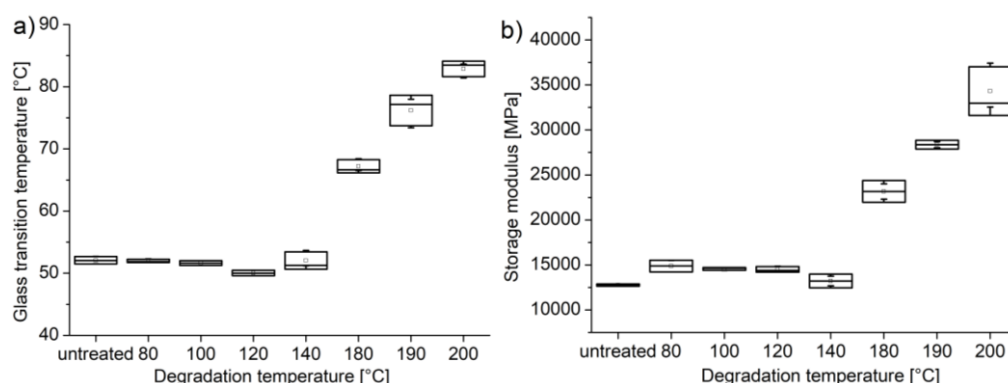 a)
Glass transition temperature [°C]
90
80
70
60
50
40
untreated 80 100 120 140 180 190 200
Degradation temperature [°C]
b)
Storage modulus [MPa]
40000
35000
30000
25000
20000
15000
10000
untreated 80 100 120 140 180 190 200
Degradation temperature [°C]